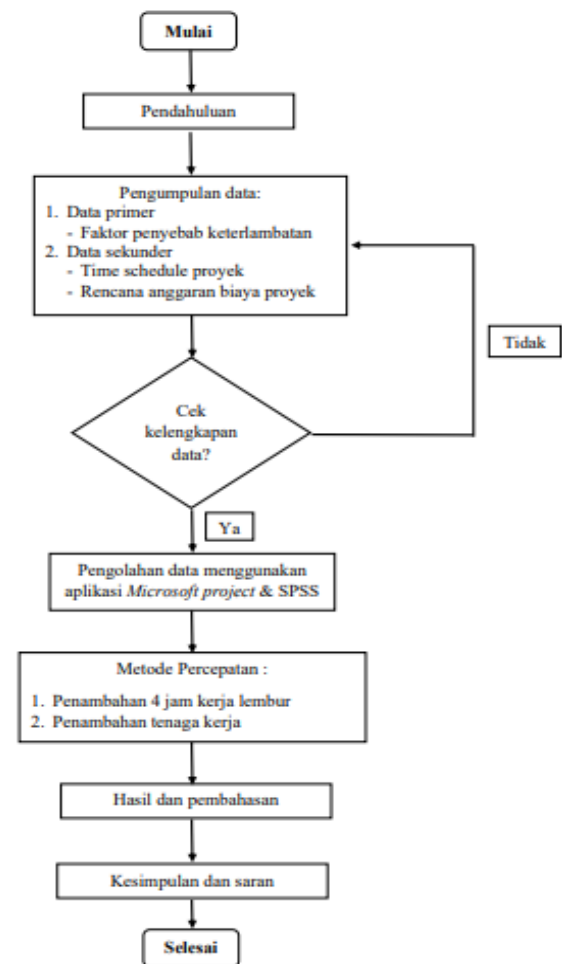 Mulai
Pendahuluan
Pengumpulan data:
1. Data primer
- Faktor penyebab keterlambatan
2. Data sekunder
- Time schedule proyek
- Rencana anggaran biaya proyek
Tidak
Cek
kelengkapan
data?
Ya
Pengolahan data menggunakan
aplikasi Microsoft project & SPSS
Metode Percepatan :
1. Penambahan 4 jam kerja lembur
2. Penambahan tenaga kerja
Hasil dan pembahasan
Kesimpulan dan saran
Selesai